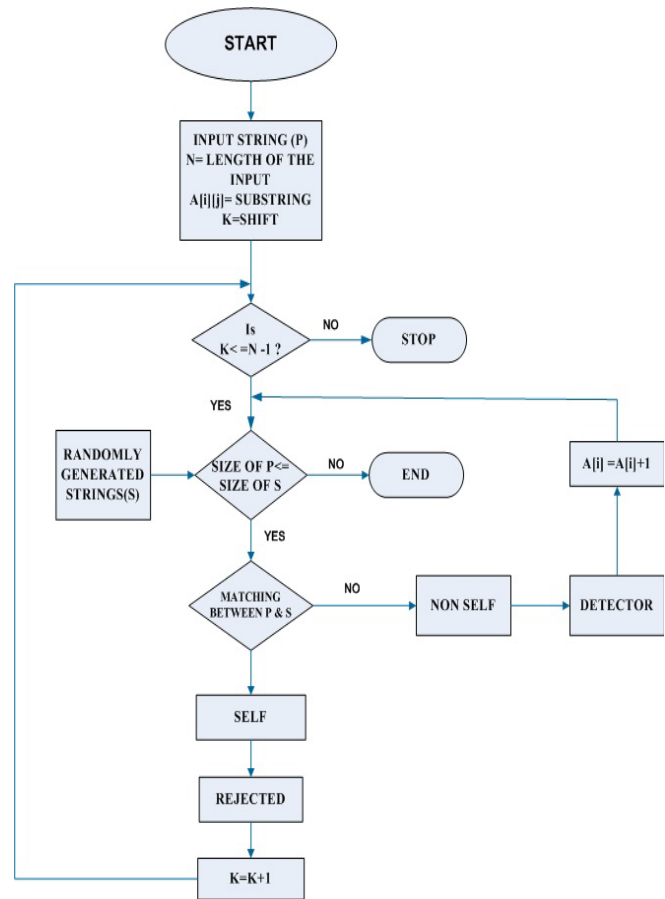 START
INPUT STRING (P)
N= LENGTH OF THE
INPUT
A[i][j]= SUBSTRING
K=SHIFT
Is
K< =N -1 ?
NO
STOP
YES
RANDOMLY
GENERATED
STRINGS(S)
SIZE OF P<=
SIZE OF S
NO
END
A[i] =A[i]+1
YES
MATCHING
BETWEEN P & S
NO
NON SELF
DETECTOR
SELF
REJECTED
K=K+1